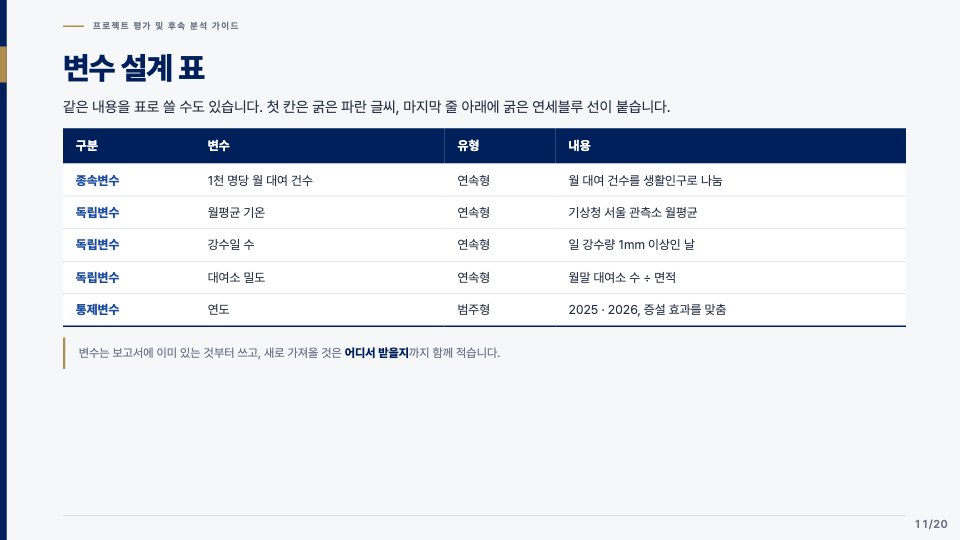 프로젝트 평가 및 후속 분석 가이드
변수 설계 표
같은 내용을 표로 쓸 수도 있습니다. 첫 칸은 굵은 파란 글씨, 마지막 줄 아래에 굵은 연세블루 선이 붙습니다.
구분 변수 유형 내용
종속변수 1천 명당 월 대여 건수 연속형 월 대여 건수를 생활인구로 나눔
독립변수 월평균 기온 연속형 기상청 서울 관측소 월평균
독립변수 강수일 수 연속형 일 강수량 1mm 이상인 날
독립변수 대여소 밀도 연속형 월말 대여소 수 ÷ 면적
통제변수 연도 범주형 2025 · 2026, 증설 효과를 맞춤
변수는 보고서에 이미 있는 것부터 쓰고, 새로 가져올 것은 어디서 받을지까지 함께 적습니다.
11/20